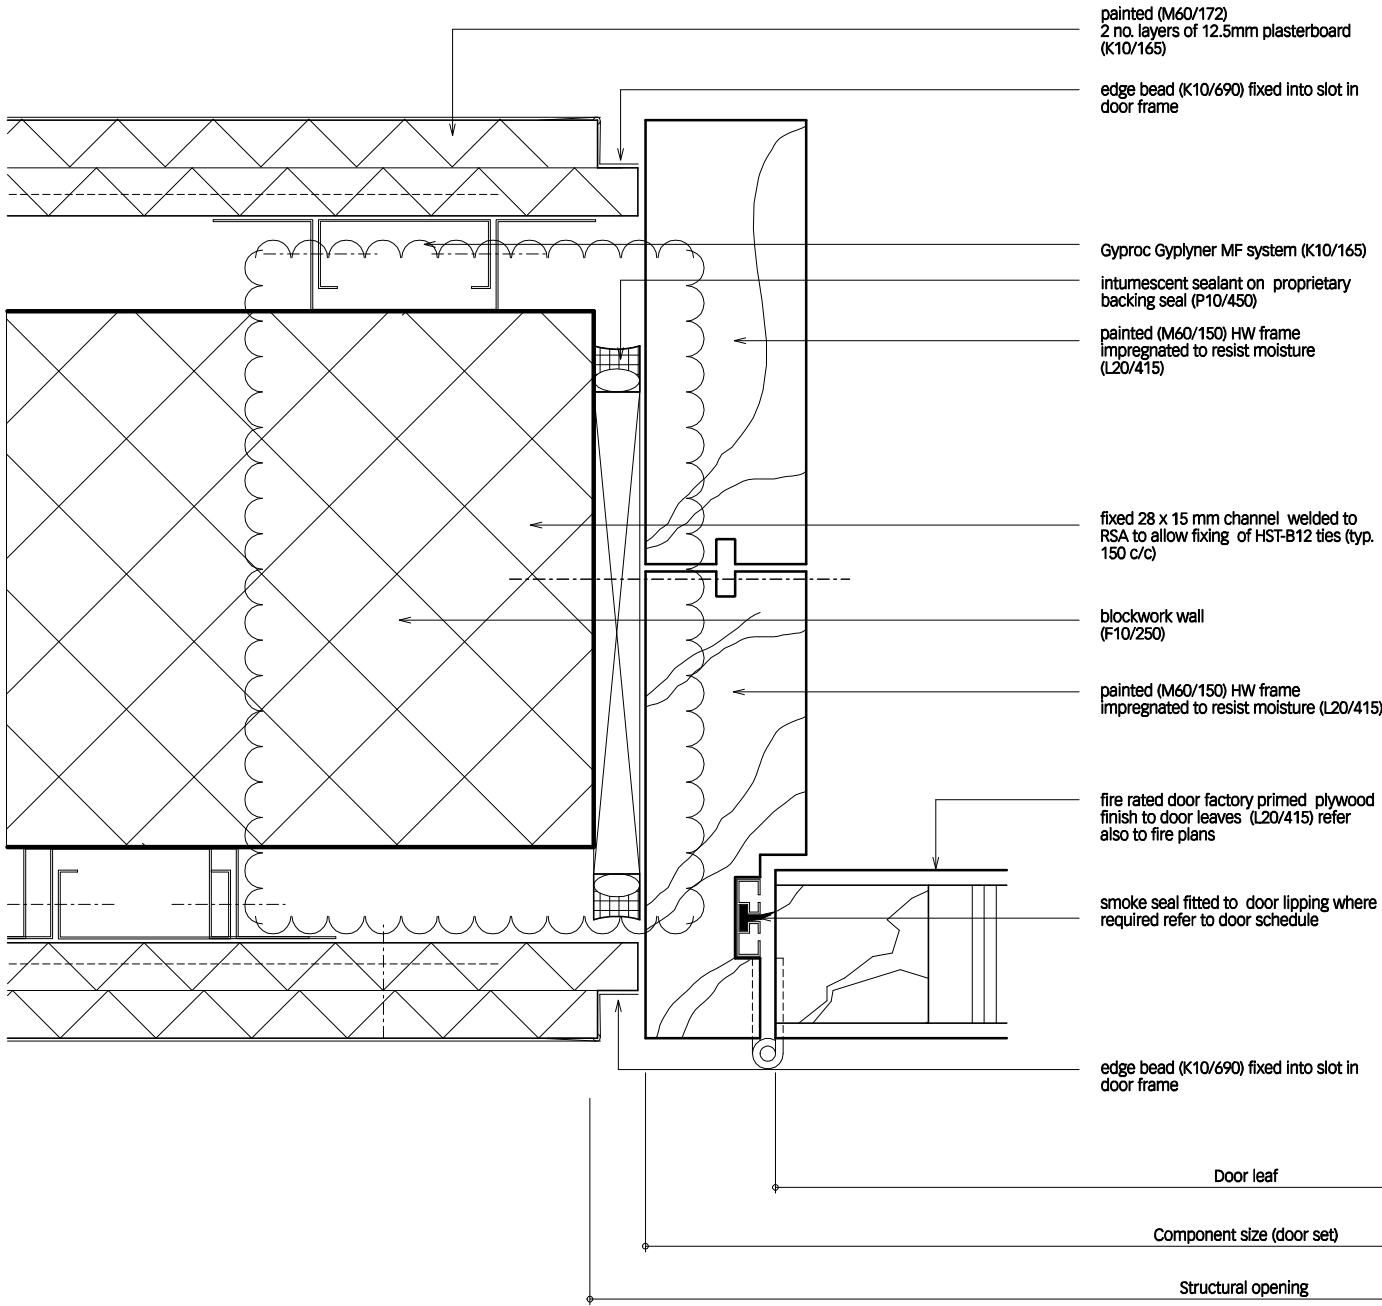 painted (M60/172)
2 no. layers of 12.5mm plasterboard
(K10/165)
edge bead (K10/690) fixed into slot in
door frame
Gyproc Gyplyner MF system (K10/165)
intumescent sealant on proprietary
backing seal (P10/450)
painted (M60/150) HW frame
impregnated to resist moisture
(L20/415)
fixed 28 x 15 mm channel welded to
RSA to allow fixing of HST-B12 ties (typ.
150 c/c)
blockwork wall
(F10/250)
painted (M60/150) HW frame
impregnated to resist moisture (L20/415)
fire rated door factory primed plywood
finish to door leaves (L20/415) refer
also to fire plans
smoke seal fitted to door lipping where
required refer to door schedule
edge bead (K10/690) fixed into slot in
door frame
Door leaf
Component size (door set)
Structural opening